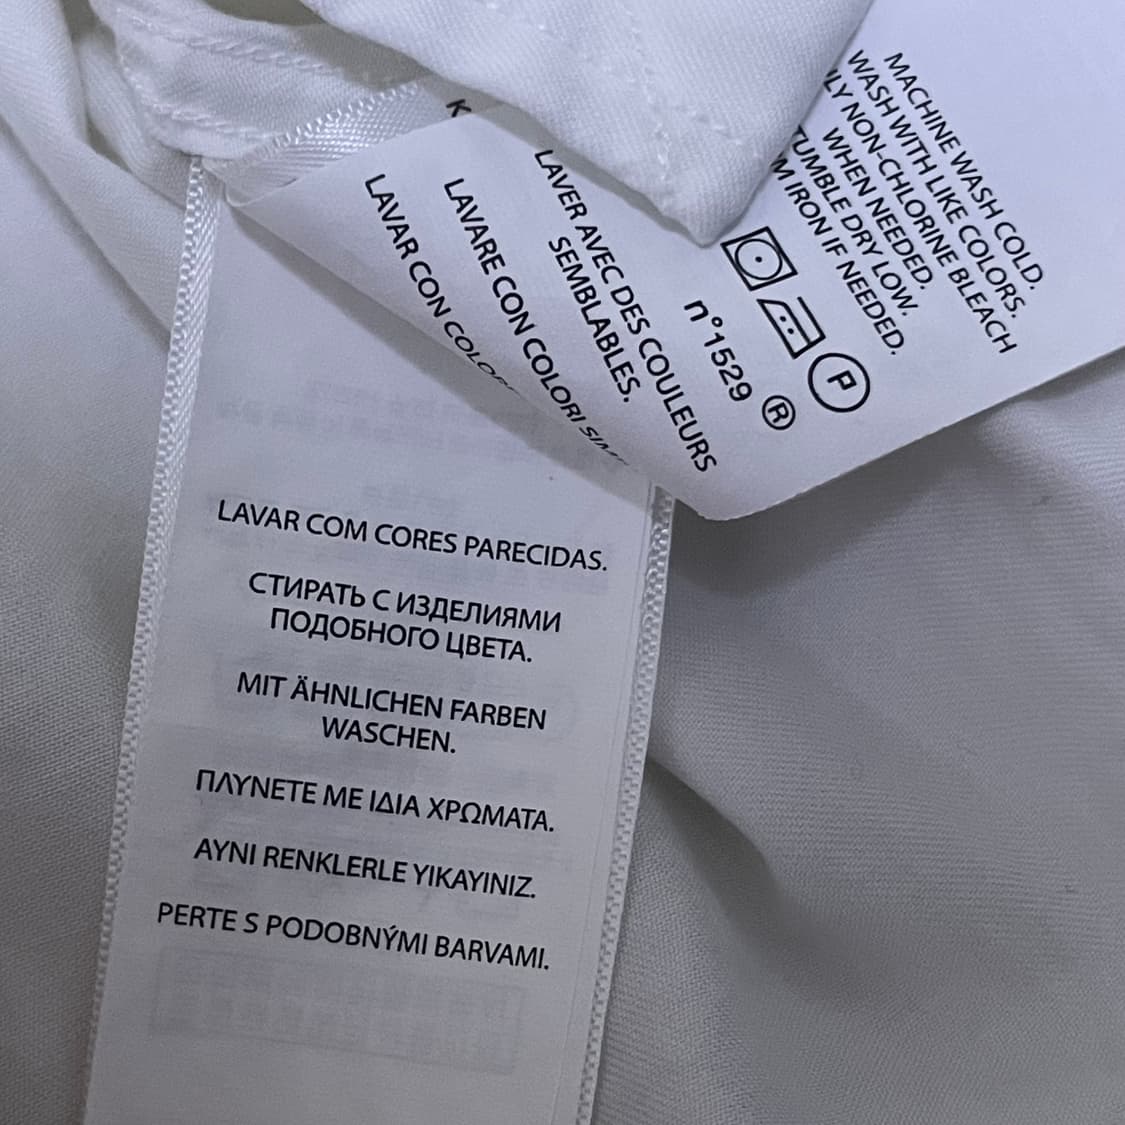 MACHINE WASH COLD.
WASH WITH LIKE COLORS.
NON-CHLORINE BLEACH
WHEN NEEDED.
TUMBLE DRY LOW.
IRON IF NEEDED.
P
n°1529 ®
LAVER AVEC DES COULEURS
SEMBLABLES.
LAVARE CON COLORI
LAVAR CON
LAVAR COM CORES PARECIDAS.
СТИРАТЬ С ИЗДЕЛИЯМИ
ПОДОБНОГО ЦВЕТА.
MIT ÄHNLICHEN FARBEN
WASCHEN.
ΠΛΥΝΕΤΕ ΜΕ ΙΔΙΑ ΧΡΩΜΑΤΑ.
AYNI RENKLERLE YIKAYINIZ.
PERTE S PODOBNÝMI BARVAMI.